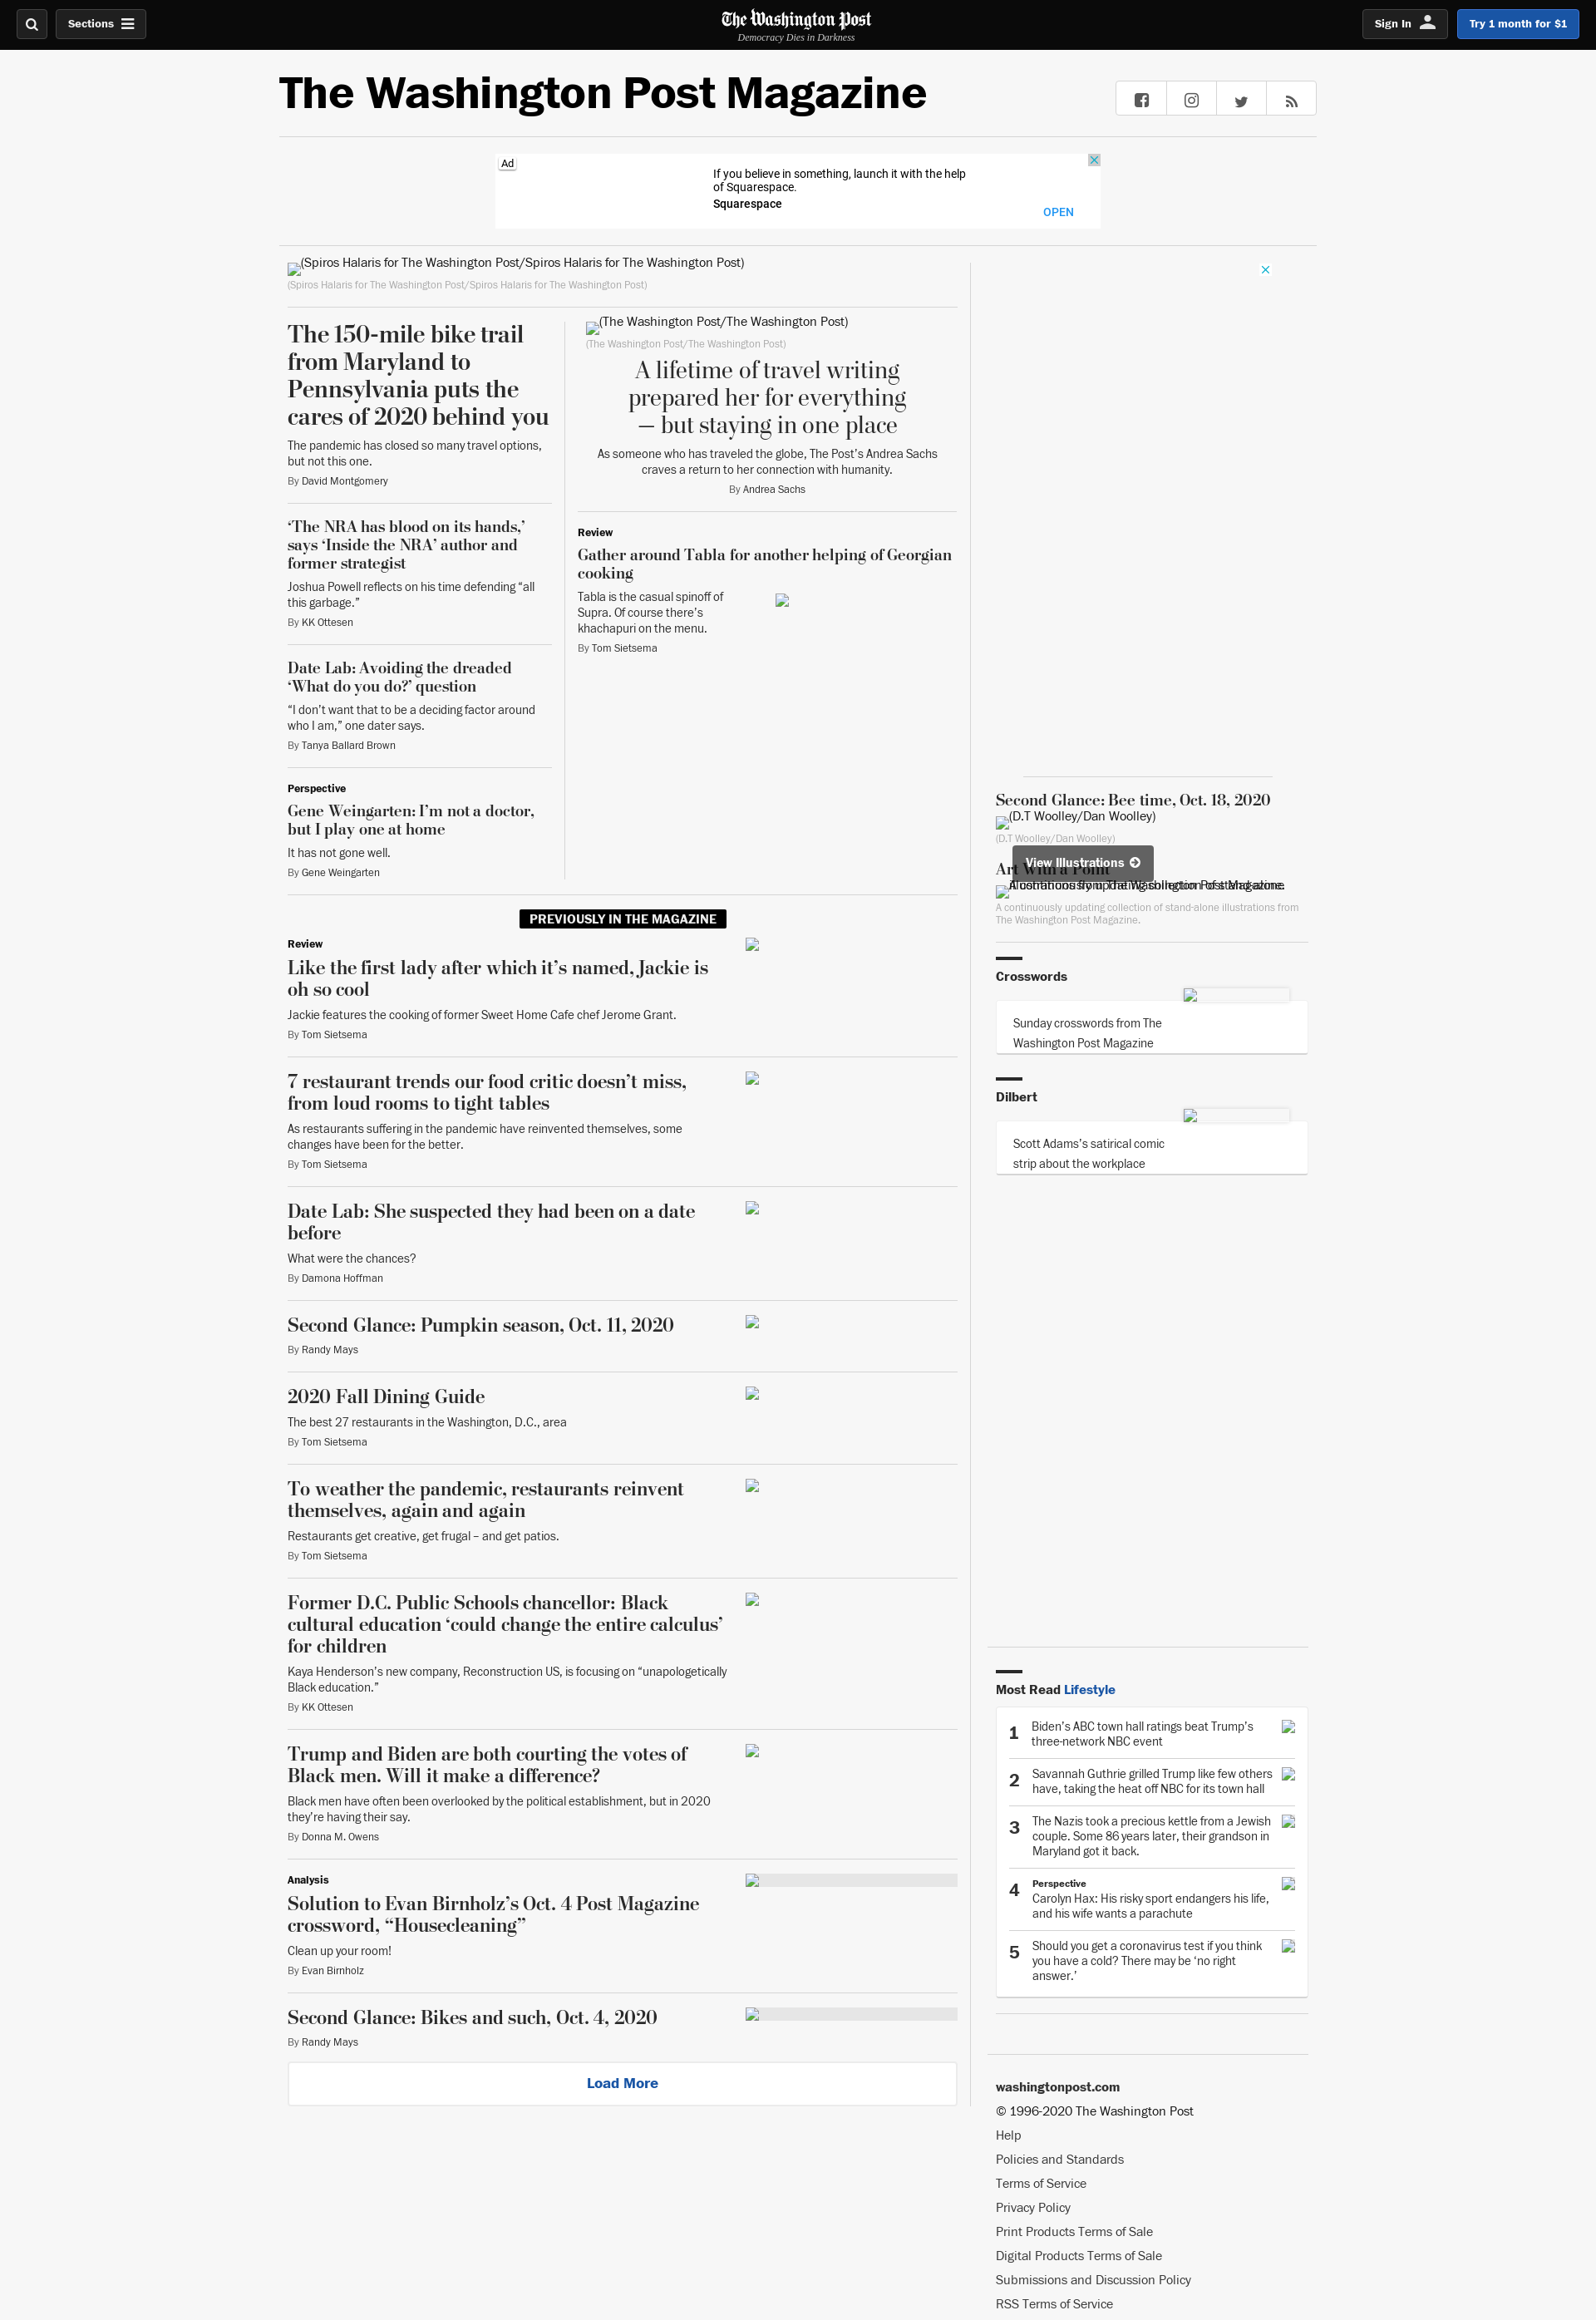 Sections
The Washington Post
Democracy Dies in Darkness
Sign In
Try 1 month for $1
The Washington Post Magazine
Ad
If you believe in something, launch it with the help
of Squarespace.
Squarespace
OPEN
(Spiros Halaris for The Washington Post/Spiros Halaris for The Washington Post)
(Spiros Halaris for The Washington Post/Spiros Halaris for The Washington Post)
The 150-mile bike trail
from Maryland to
Pennsylvania puts the
cares of 2020 behind you
The pandemic has closed so many travel options,
but not this one.
By David Montgomery
‘The NRA has blood on its hands,’
says ‘Inside the NRA’ author and
former strategist
Joshua Powell reflects on his time defending “all
this garbage.”
By KK Ottesen
Date Lab: Avoiding the dreaded
‘What do you do?’ question
“I don’t want that to be a deciding factor around
who I am,” one dater says.
By Tanya Ballard Brown
Perspective
Gene Weingarten: I’m not a doctor,
but I play one at home
It has not gone well.
By Gene Weingarten
(The Washington Post/The Washington Post)
(The Washington Post/The Washington Post)
A lifetime of travel writing
prepared her for everything
— but staying in one place
As someone who has traveled the globe, The Post’s Andrea Sachs
craves a return to her connection with humanity.
By Andrea Sachs
Review
Gather around Tabla for another helping of Georgian
cooking
Tabla is the casual spinoff of
Supra. Of course there’s
khachapuri on the menu.
By Tom Sietsema
PREVIOUSLY IN THE MAGAZINE
Review
Like the first lady after which it’s named, Jackie is
oh so cool
Jackie features the cooking of former Sweet Home Cafe chef Jerome Grant.
By Tom Sietsema
7 restaurant trends our food critic doesn’t miss,
from loud rooms to tight tables
As restaurants suffering in the pandemic have reinvented themselves, some
changes have been for the better.
By Tom Sietsema
Date Lab: She suspected they had been on a date
before
What were the chances?
By Damona Hoffman
Second Glance: Pumpkin season, Oct. 11, 2020
By Randy Mays
2020 Fall Dining Guide
The best 27 restaurants in the Washington, D.C., area
By Tom Sietsema
To weather the pandemic, restaurants reinvent
themselves, again and again
Restaurants get creative, get frugal – and get patios.
By Tom Sietsema
Former D.C. Public Schools chancellor: Black
cultural education ‘could change the entire calculus’
for children
Kaya Henderson’s new company, Reconstruction US, is focusing on “unapologetically
Black education.”
By KK Ottesen
Trump and Biden are both courting the votes of
Black men. Will it make a difference?
Black men have often been overlooked by the political establishment, but in 2020
they’re having their say.
By Donna M. Owens
Analysis
Solution to Evan Birnholz’s Oct. 4 Post Magazine
crossword, “Housecleaning”
Clean up your room!
By Evan Birnholz
Second Glance: Bikes and such, Oct. 4, 2020
By Randy Mays
Load More
Second Glance: Bee time, Oct. 18, 2020
(D.T Woolley/Dan Woolley)
(D.T Woolley/Dan Woolley)
View Illustrations
Art With a Point
A continuously updating collection of stand-alone
illustrations from The Washington Post Magazine.
A continuously updating collection of stand-alone illustrations from
The Washington Post Magazine.
Crosswords
Sunday crosswords from The
Washington Post Magazine
Dilbert
Scott Adams’s satirical comic
strip about the workplace
Most Read Lifestyle
1 Biden’s ABC town hall ratings beat Trump’s
three-network NBC event
2 Savannah Guthrie grilled Trump like few others
have, taking the heat off NBC for its town hall
3 The Nazis took a precious kettle from a Jewish
couple. Some 86 years later, their grandson in
Maryland got it back.
4 Perspective
Carolyn Hax: His risky sport endangers his life,
and his wife wants a parachute
5 Should you get a coronavirus test if you think
you have a cold? There may be ‘no right
answer.’
washingtonpost.com
© 1996-2020 The Washington Post
Help
Policies and Standards
Terms of Service
Privacy Policy
Print Products Terms of Sale
Digital Products Terms of Sale
Submissions and Discussion Policy
RSS Terms of Service